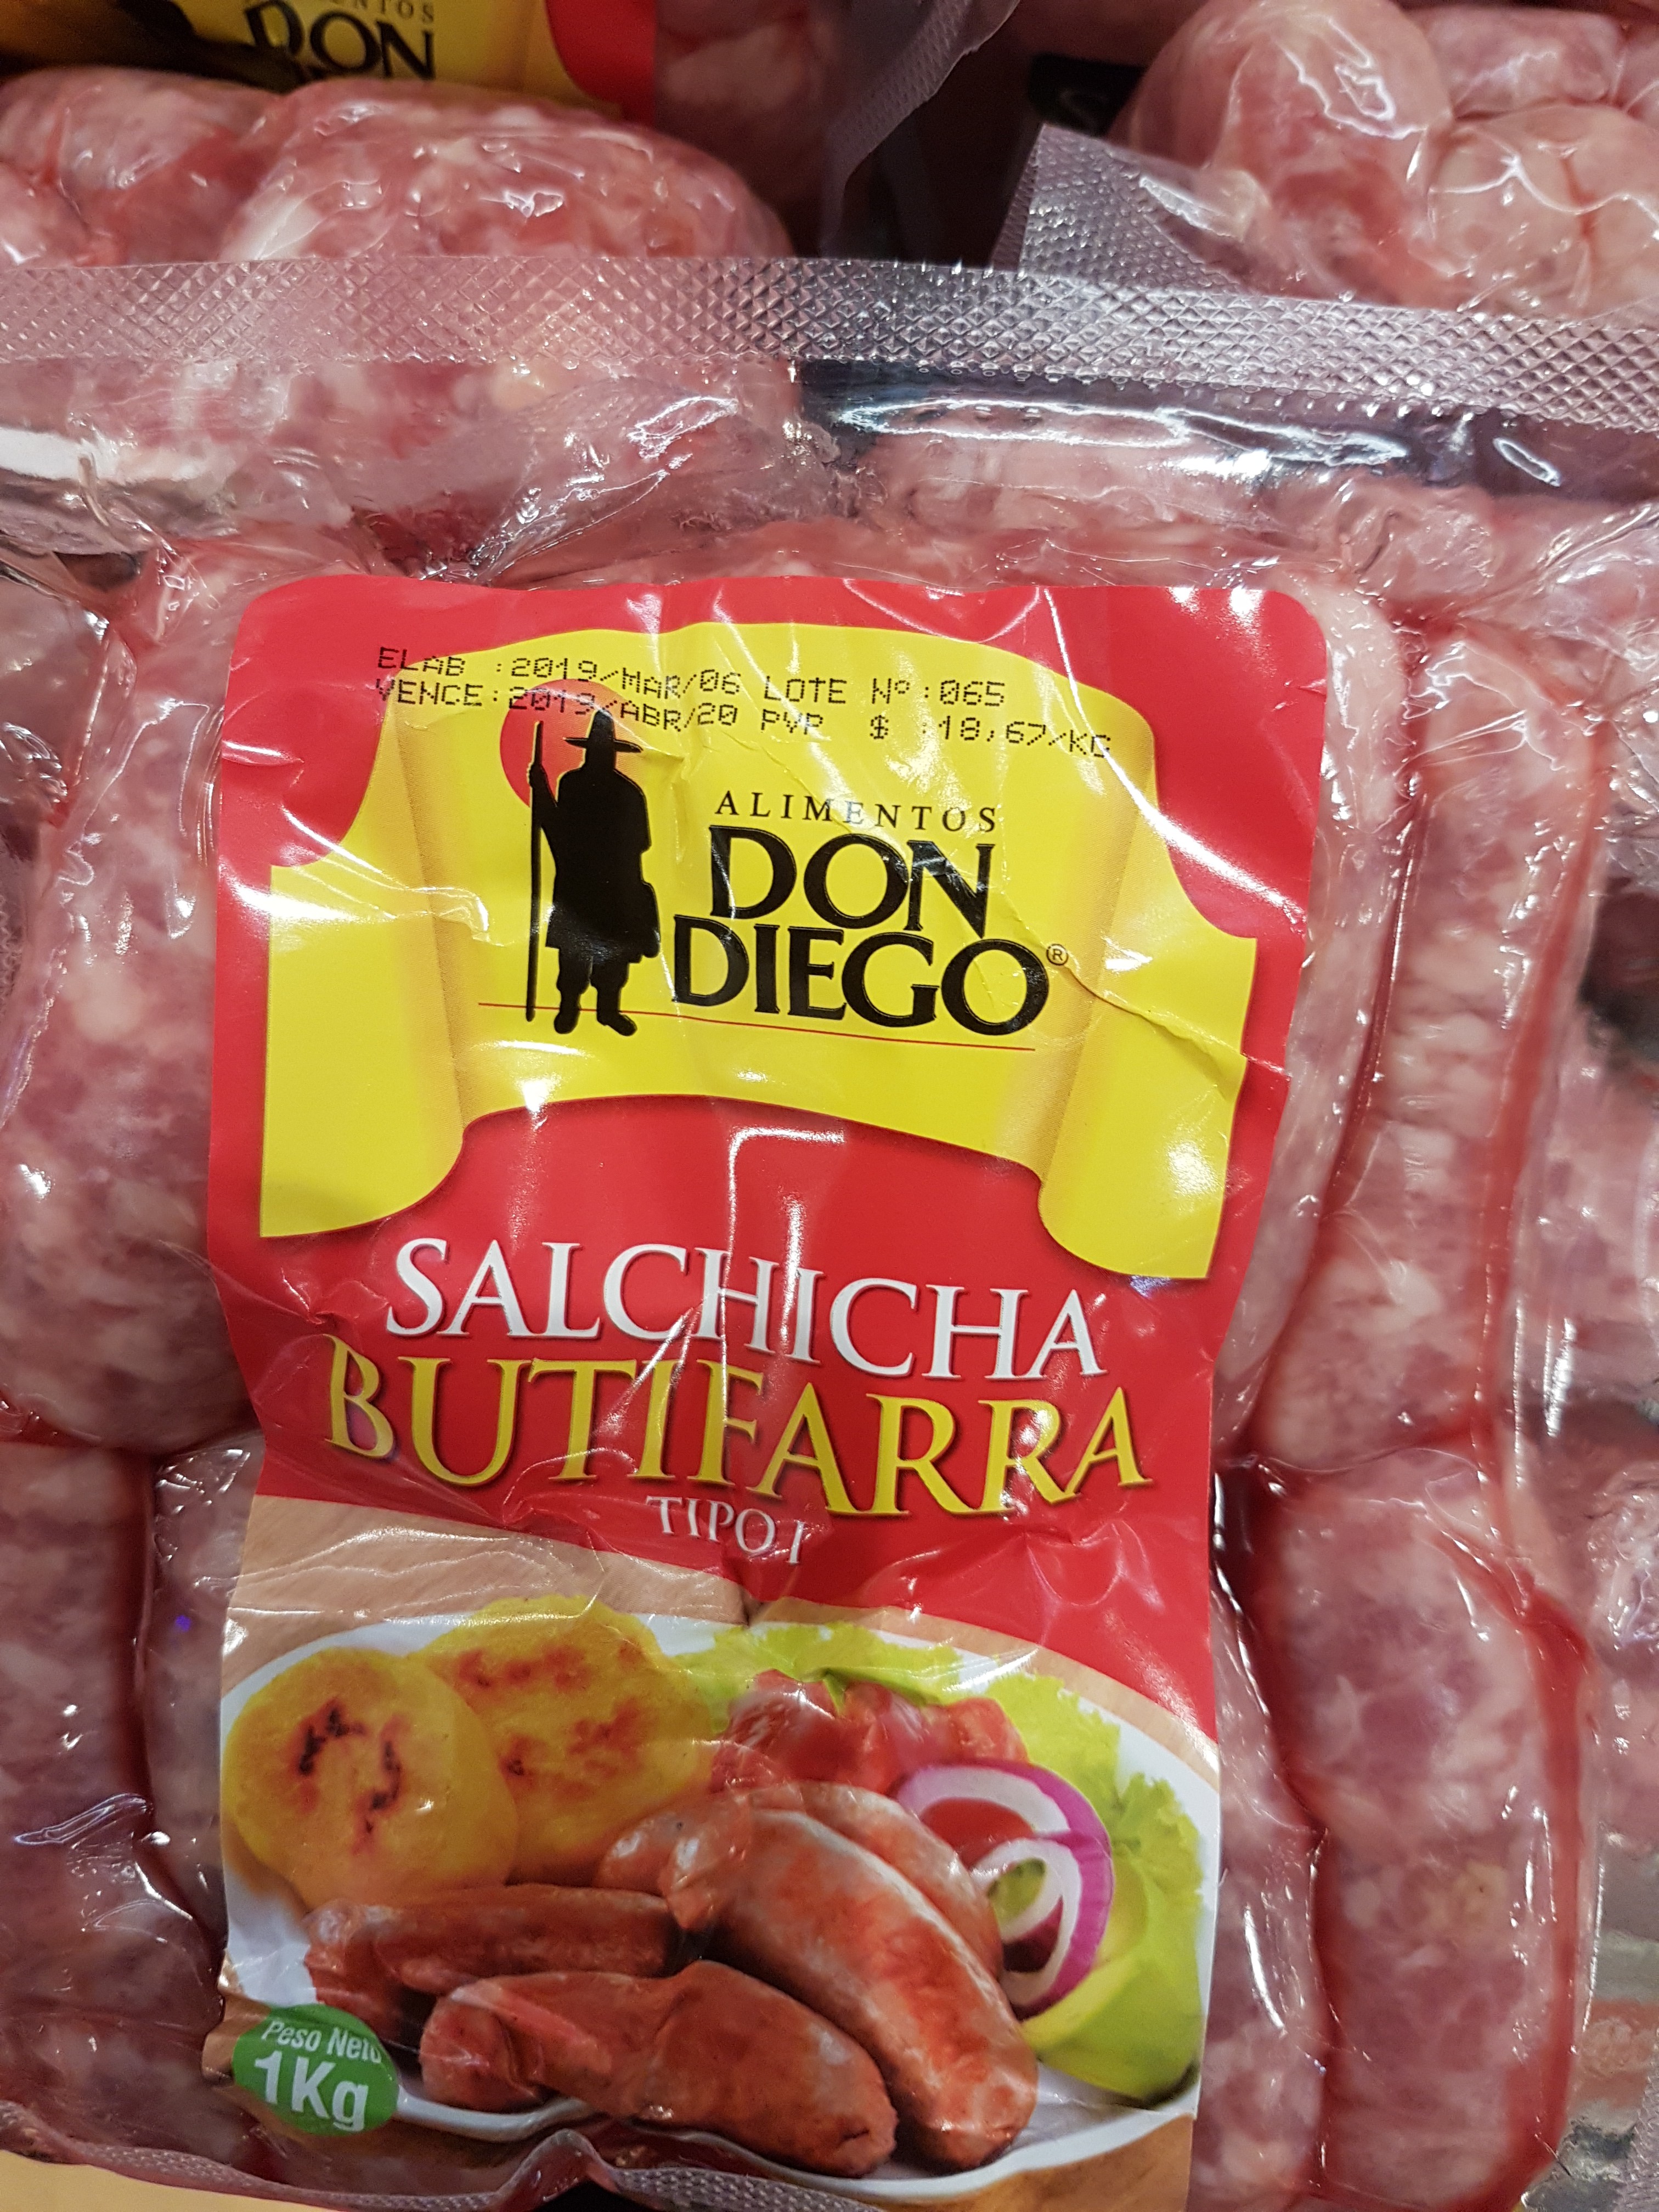 DON
ELAB :2019/MAR/06 LOTE Nº:065
VENCE:2019/ABR/20 PVP $ :18,67/KG
ALIMENTOS
DON
DIEGO®
SALCHICHA
BUTIFARRA
TIPO I
Peso Neto
1Kg